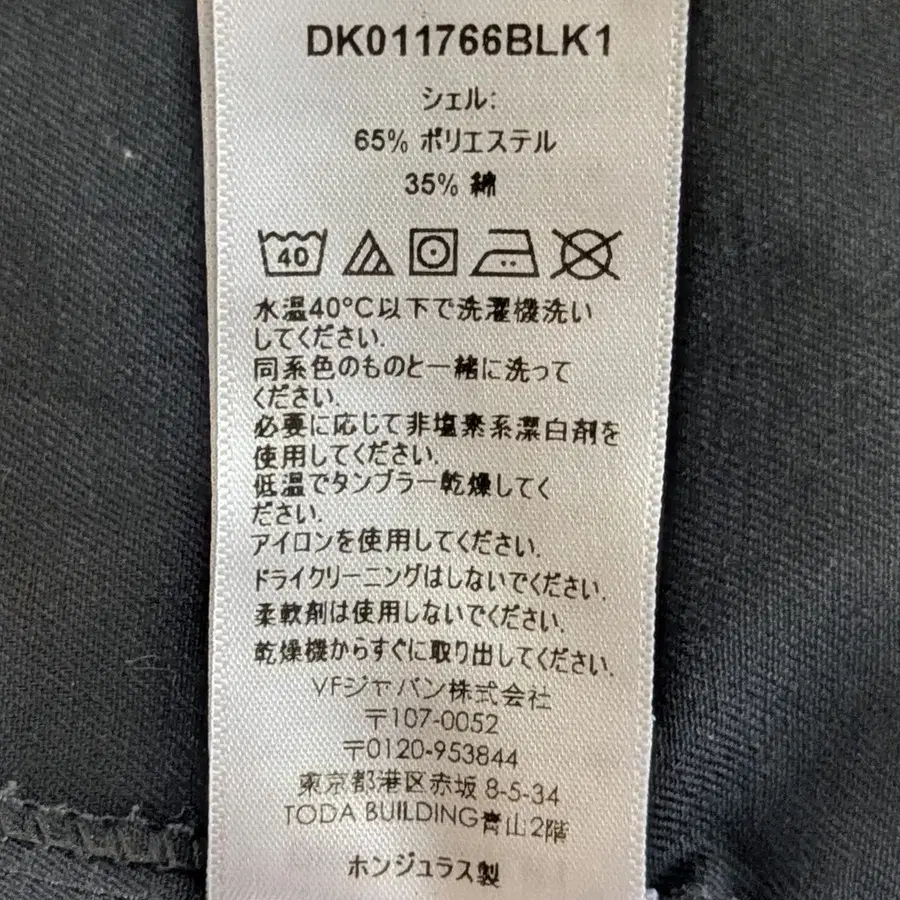 DK011766BLK1
シェル:
65% ポリエステル
35% 綿
40
水温40°C以下で洗濯機洗い
してください.
同系色のものと一緒に洗って
ください.
必要に応じて非塩素系漂白剤を
使用してください.
低温でタンブラー乾燥してく
ださい.
アイロンを使用してください.
ドライクリーニングはしないでください.
柔軟剤は使用しないでください.
乾燥機からすぐに取り出してください.
VFジャパン株式会社
〒107-0052
〒0120-953844
東京都港区赤坂 8-5-34
TODA BUILDING青山2階
ホンジュラス製